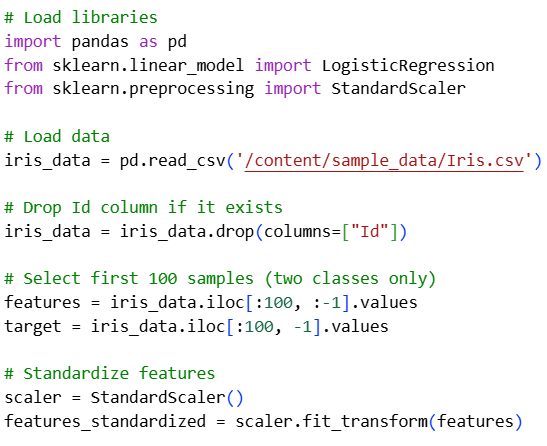 # Load libraries
import pandas as pd
from sklearn.linear_model import LogisticRegression
from sklearn.preprocessing import StandardScaler
# Load data
iris_data = pd.read_csv('/content/sample_data/Iris.csv')
# Drop Id column if it exists
iris_data = iris_data.drop(columns=["Id"])
# Select first 100 samples (two classes only)
features = iris_data.iloc[:100, :-1].values
target = iris_data.iloc[:100, -1].values
# Standardize features
scaler = StandardScaler()
features_standardized = scaler.fit_transform(features)